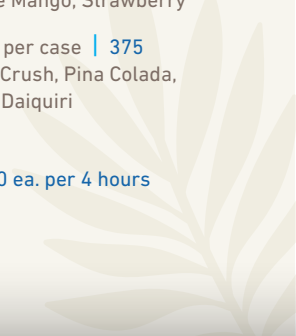 Mango, Strawberry
per case | 375
Crush, Pina Colada,
Daiquiri
0 ea. per 4 hours